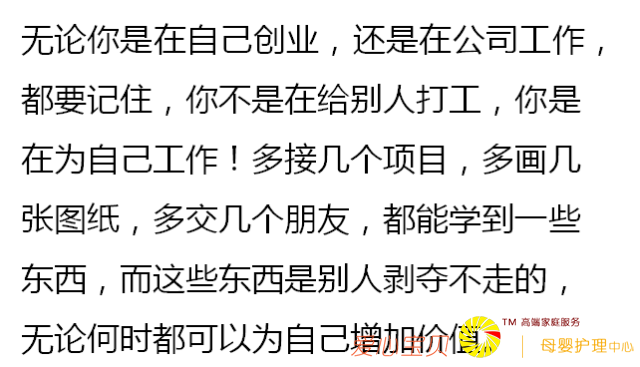 无论你是在自己创业，还是在公司工作，
都要记住，你不是在给别人打工，你是
在为自己工作！多接几个项目，多画几
张图纸，多交几个朋友，都能学到一些
东西，而这些东西是别人剥夺不走的，
无论何时都可以为自己增加价值
爱心宝贝 TM 高端家庭服务
母婴护理中心